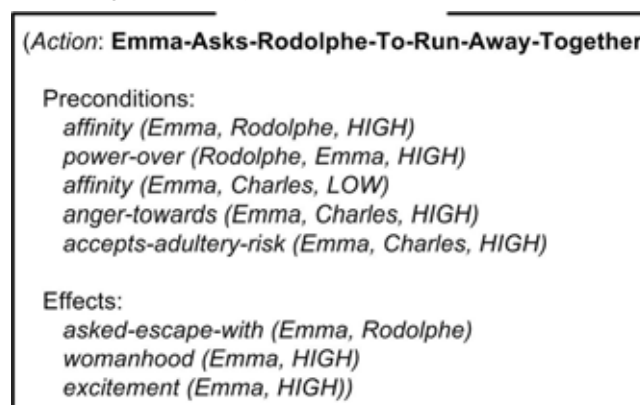 (Action: Emma-Asks-Rodolphe-To-Run-Away-Together
Preconditions:
affinity (Emma, Rodolphe, HIGH)
power-over (Rodolphe, Emma, HIGH)
affinity (Emma, Charles, LOW)
anger-towards (Emma, Charles, HIGH)
accepts-adultery-risk (Emma, Charles, HIGH)
Effects:
asked-escape-with (Emma, Rodolphe)
womanhood (Emma, HIGH)
excitement (Emma, HIGH))